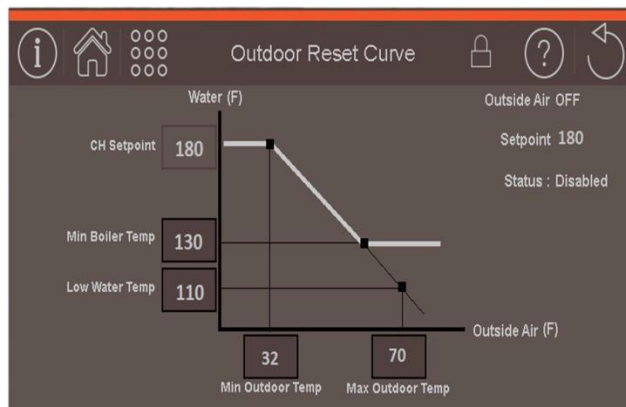 i
Outdoor Reset Curve
?
Water (F)
Outside Air OFF
CH Setpoint 180
Setpoint 180
Status : Disabled
Min Boiler Temp 130
Low Water Temp 110
Outside Air (F)
32 70
Min Outdoor Temp Max Outdoor Temp